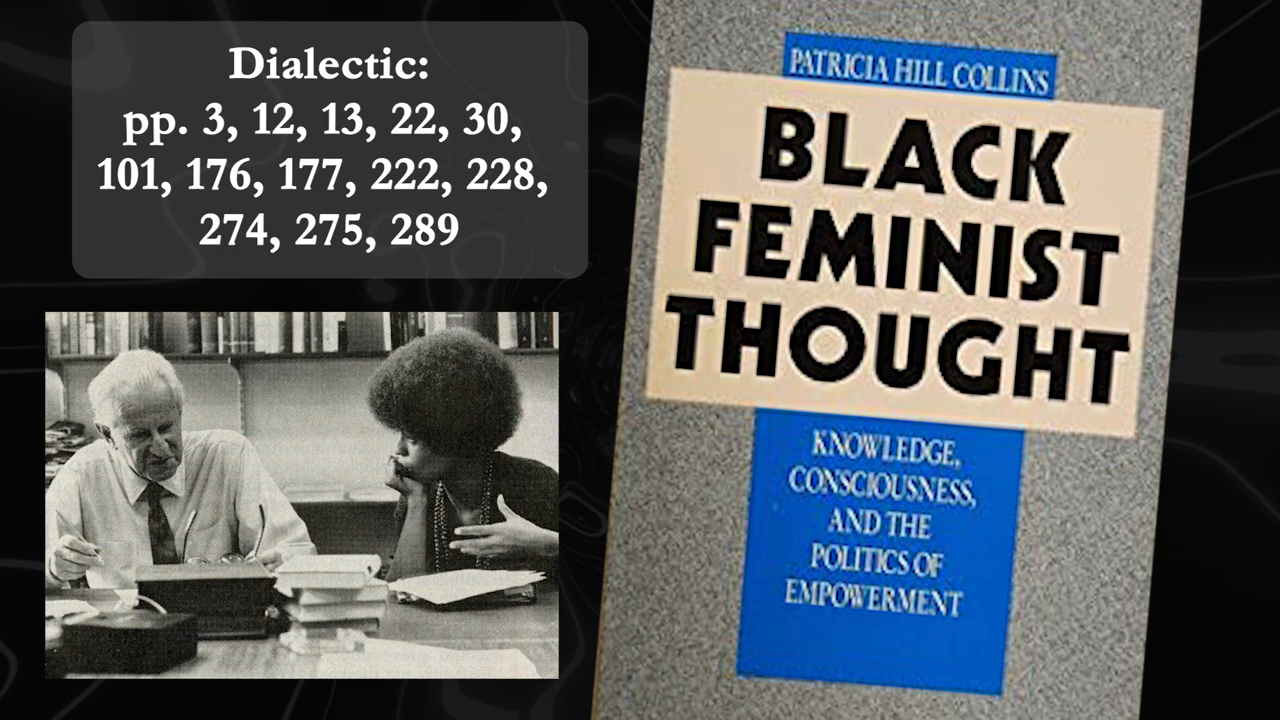 Dialectic:
pp. 3, 12, 13, 22, 30,
101, 176, 177, 222, 228,
274, 275, 289
PATRICIA HILL COLLINS
BLACK
FEMINIST
THOUGHT
KNOWLEDGE,
CONSCIOUSNESS,
AND THE
POLITICS OF
EMPOWERMENT